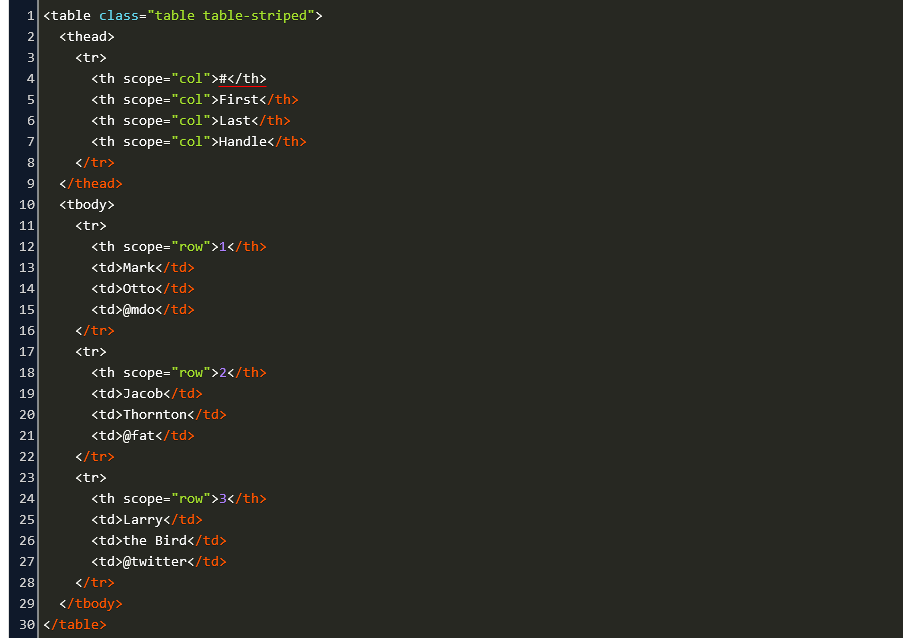 1 <table class="table table-striped">
2   <thead>
3     <tr>
4       <th scope="col">#</th>
5       <th scope="col">First</th>
6       <th scope="col">Last</th>
7       <th scope="col">Handle</th>
8     </tr>
9   </thead>
10   <tbody>
11     <tr>
12       <th scope="row">1</th>
13       <td>Mark</td>
14       <td>Otto</td>
15       <td>@mdo</td>
16     </tr>
17     <tr>
18       <th scope="row">2</th>
19       <td>Jacob</td>
20       <td>Thornton</td>
21       <td>@fat</td>
22     </tr>
23     <tr>
24       <th scope="row">3</th>
25       <td>Larry</td>
26       <td>the Bird</td>
27       <td>@twitter</td>
28     </tr>
29   </tbody>
30 </table>